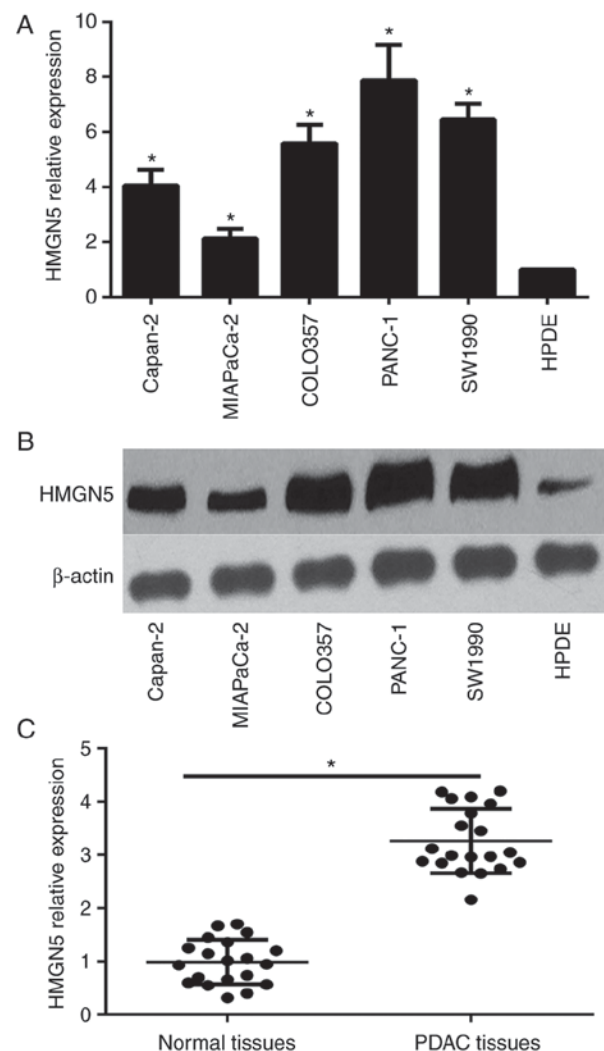 A
HMGN5 relative expression
10
8
6
4
2
0
*
*
*
*
*
Capan-2
MIAPaCa-2
COLO357
PANC-1
SW1990
HPDE
B
HMGN5
β-actin
Capan-2
MIAPaCa-2
COLO357
PANC-1
SW1990
HPDE
C
HMGN5 relative expression
5
4
3
2
1
0
*
Normal tissues
PDAC tissues